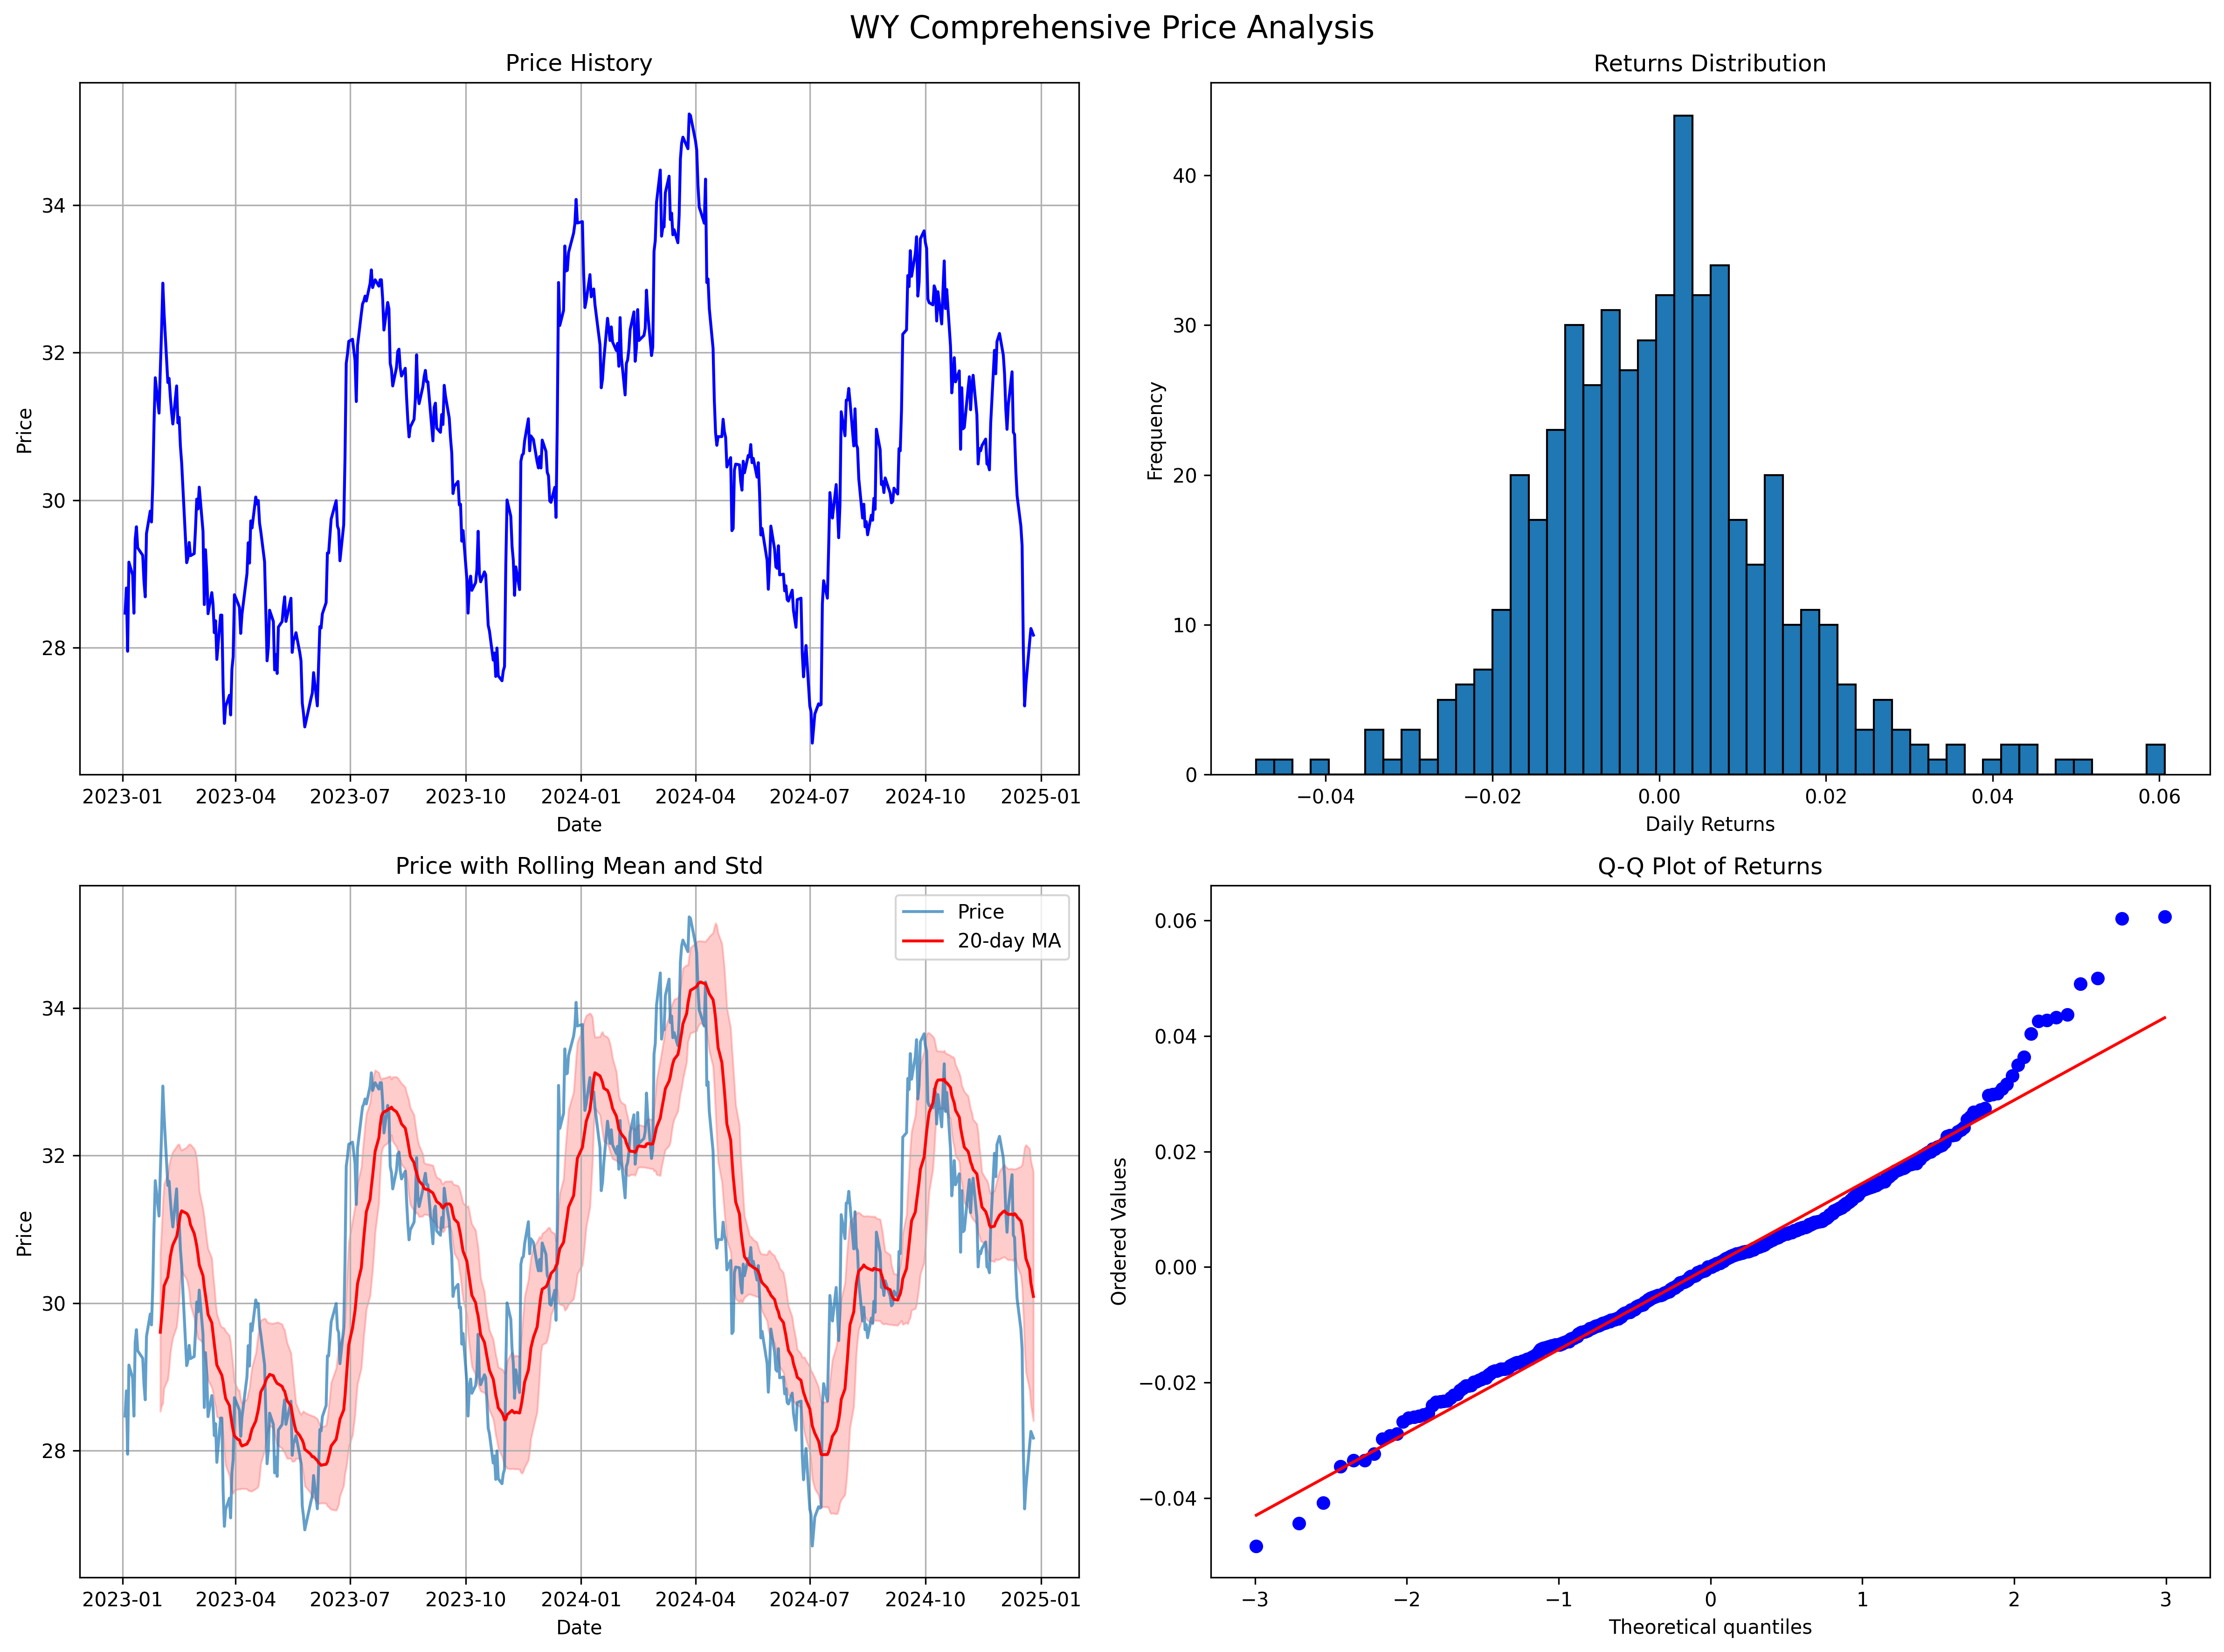 WY Comprehensive Price Analysis
Price History
Price
34
32
30
28
2023-01 2023-04 2023-07 2023-10 2024-01 2024-04 2024-07 2024-10 2025-01
Date
Returns Distribution
Frequency
40
30
20
10
0
−0.04 −0.02 0.00 0.02 0.04 0.06
Daily Returns
Price with Rolling Mean and Std
Price
20-day MA
Price
34
32
30
28
2023-01 2023-04 2023-07 2023-10 2024-01 2024-04 2024-07 2024-10 2025-01
Date
Q-Q Plot of Returns
Ordered Values
0.06
0.04
0.02
0.00
−0.02
−0.04
−3 −2 −1 0 1 2 3
Theoretical quantiles